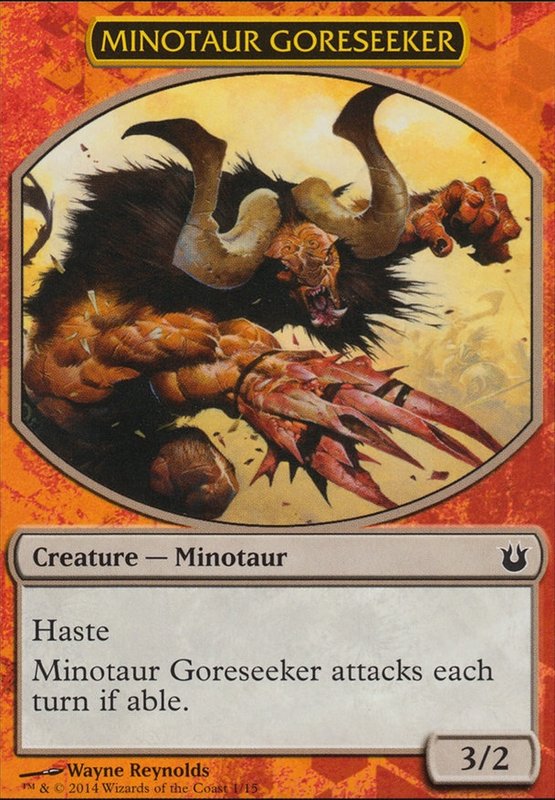 MINOTAUR GORESEEKER
Creature — Minotaur
Haste
Minotaur Goreseeker attacks each
turn if able.
3/2
Wayne Reynolds
™ & © 2014 Wizards of the Coast 1/15